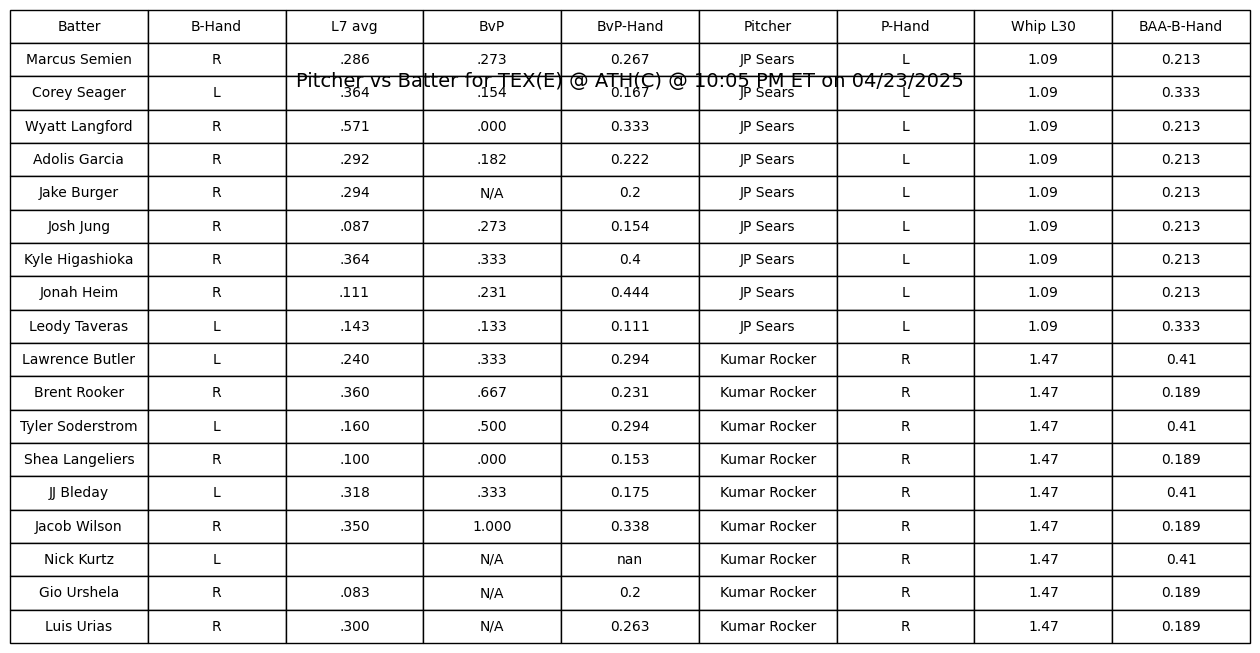 Batter B-Hand L7 avg BvP BvP-Hand Pitcher P-Hand Whip L30 BAA-B-Hand
Marcus Semien R .286 .273 0.267 JP Sears L 1.09 0.213
Pitcher vs Batter for TEX(E) @ ATH(C) @ 10:05 PM ET on 04/23/2025
Corey Seager L .364 .154 0.167 JP Sears L 1.09 0.333
Wyatt Langford R .571 .000 0.333 JP Sears L 1.09 0.213
Adolis Garcia R .292 .182 0.222 JP Sears L 1.09 0.213
Jake Burger R .294 N/A 0.2 JP Sears L 1.09 0.213
Josh Jung R .087 .273 0.154 JP Sears L 1.09 0.213
Kyle Higashioka R .364 .333 0.4 JP Sears L 1.09 0.213
Jonah Heim R .111 .231 0.444 JP Sears L 1.09 0.213
Leody Taveras L .143 .133 0.111 JP Sears L 1.09 0.333
Lawrence Butler L .240 .333 0.294 Kumar Rocker R 1.47 0.41
Brent Rooker R .360 .667 0.231 Kumar Rocker R 1.47 0.189
Tyler Soderstrom L .160 .500 0.294 Kumar Rocker R 1.47 0.41
Shea Langeliers R .100 .000 0.153 Kumar Rocker R 1.47 0.189
JJ Bleday L .318 .333 0.175 Kumar Rocker R 1.47 0.41
Jacob Wilson R .350 1.000 0.338 Kumar Rocker R 1.47 0.189
Nick Kurtz L N/A nan Kumar Rocker R 1.47 0.41
Gio Urshela R .083 N/A 0.2 Kumar Rocker R 1.47 0.189
Luis Urias R .300 N/A 0.263 Kumar Rocker R 1.47 0.189